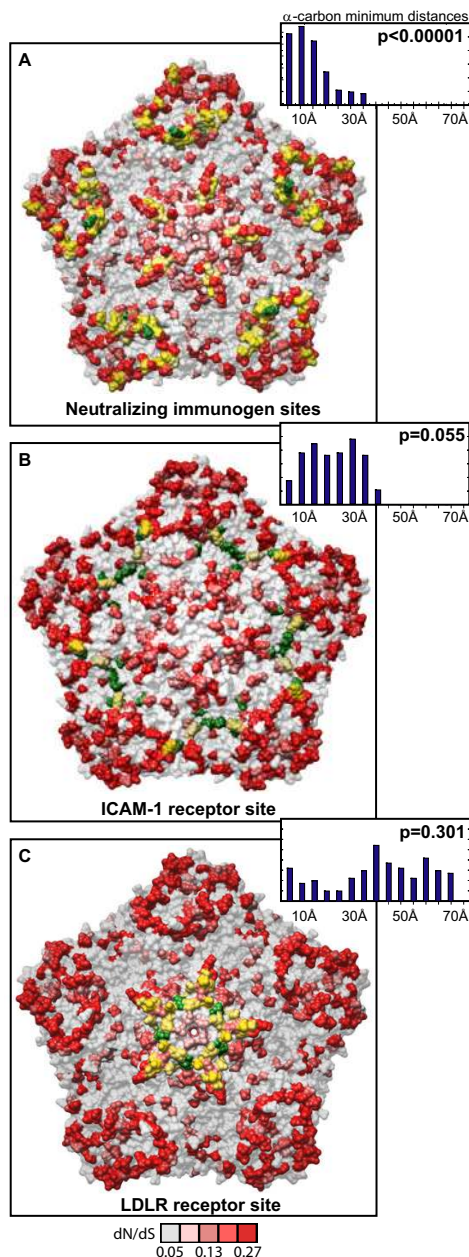 α-carbon minimum distances
p<0.00001
A
10Å 30Å 50Å 70Å
Neutralizing immunogen sites
p=0.055
B
10Å 30Å 50Å 70Å
ICAM-1 receptor site
p=0.301
C
10Å 30Å 50Å 70Å
LDLR receptor site
dN/dS
0.05 0.13 0.27